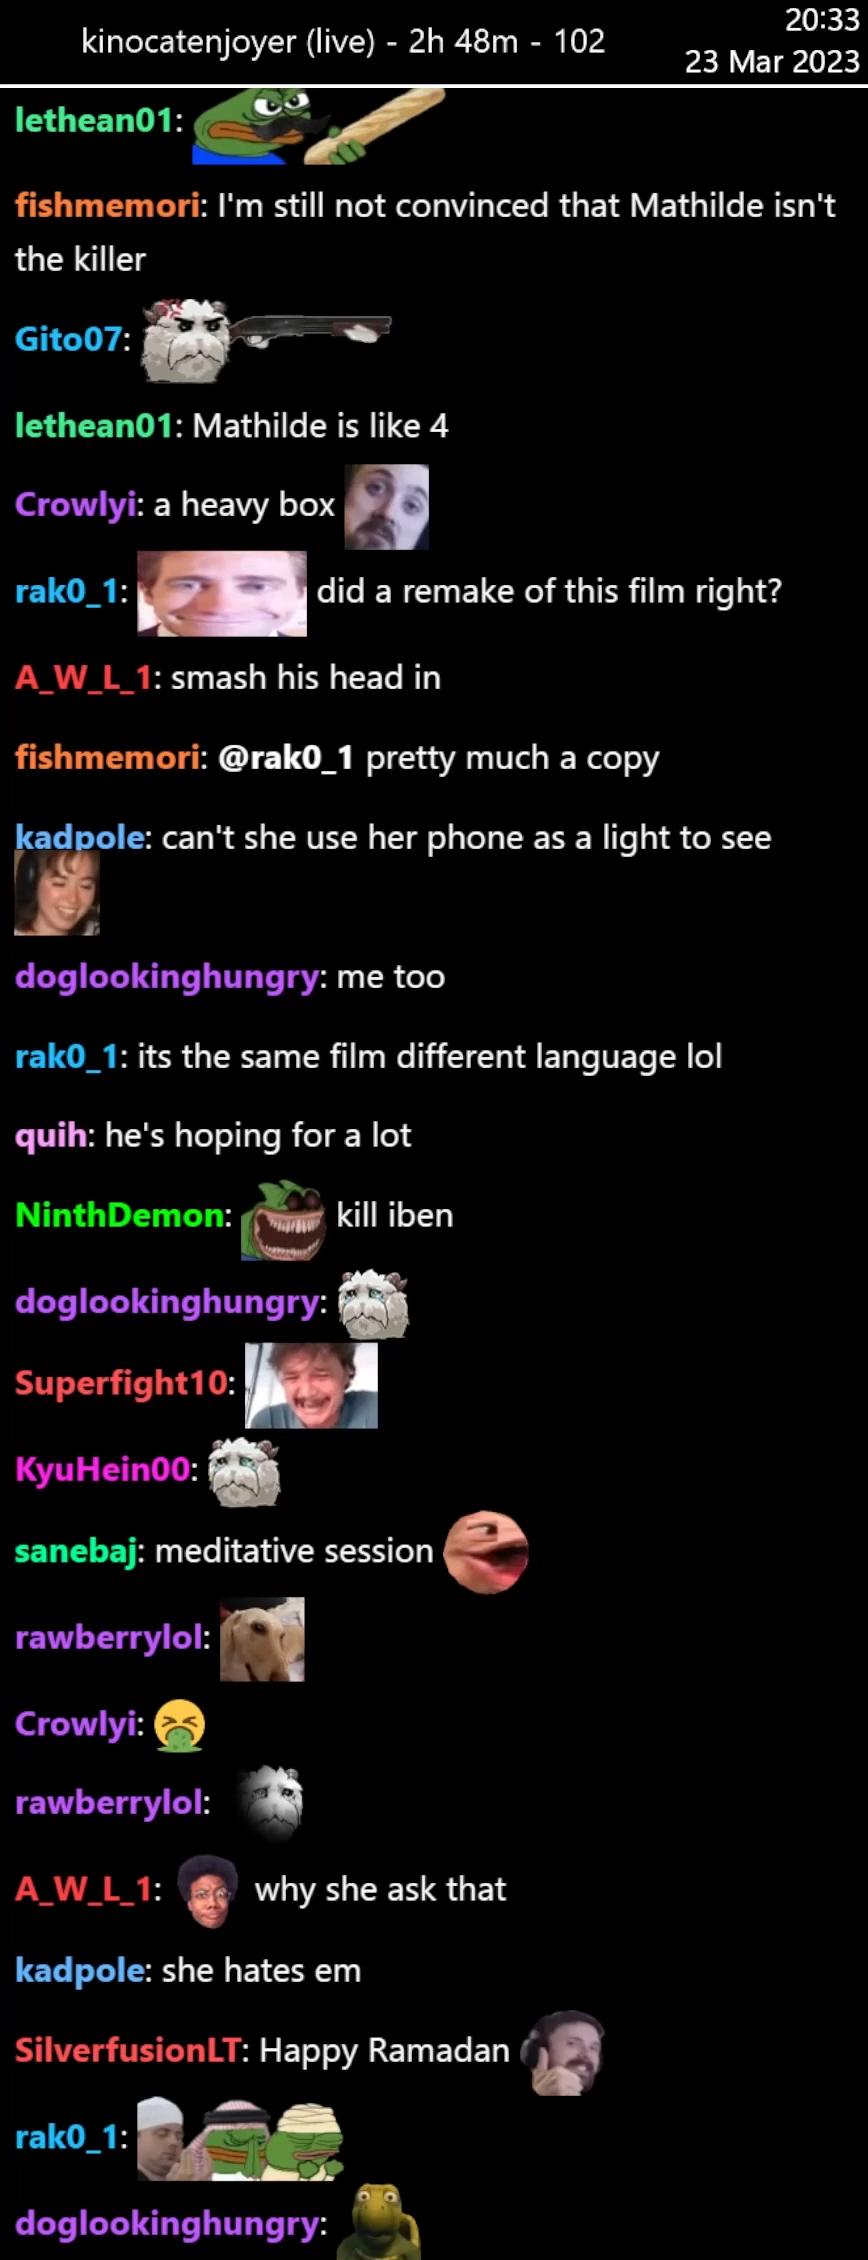 kinocatenjoyer (live) - 2h 48m - 102
20:33
23 Mar 2023
lethean01:
fishmemori: I'm still not convinced that Mathilde isn't
the killer
Gito07:
lethean01: Mathilde is like 4
Crowlyi: a heavy box
rak0_1: did a remake of this film right?
A_W_L_1: smash his head in
fishmemori: @rak0_1 pretty much a copy
kadpole: can't she use her phone as a light to see
doglookinghungry: me too
rak0_1: its the same film different language lol
quih: he's hoping for a lot
NinthDemon: kill iben
doglookinghungry:
Superfight10:
KyuHein00:
sanebaj: meditative session
rawberrylol:
Crowlyi:
rawberrylol:
A_W_L_1: why she ask that
kadpole: she hates em
SilverfusionLT: Happy Ramadan
rak0_1:
doglookinghungry: